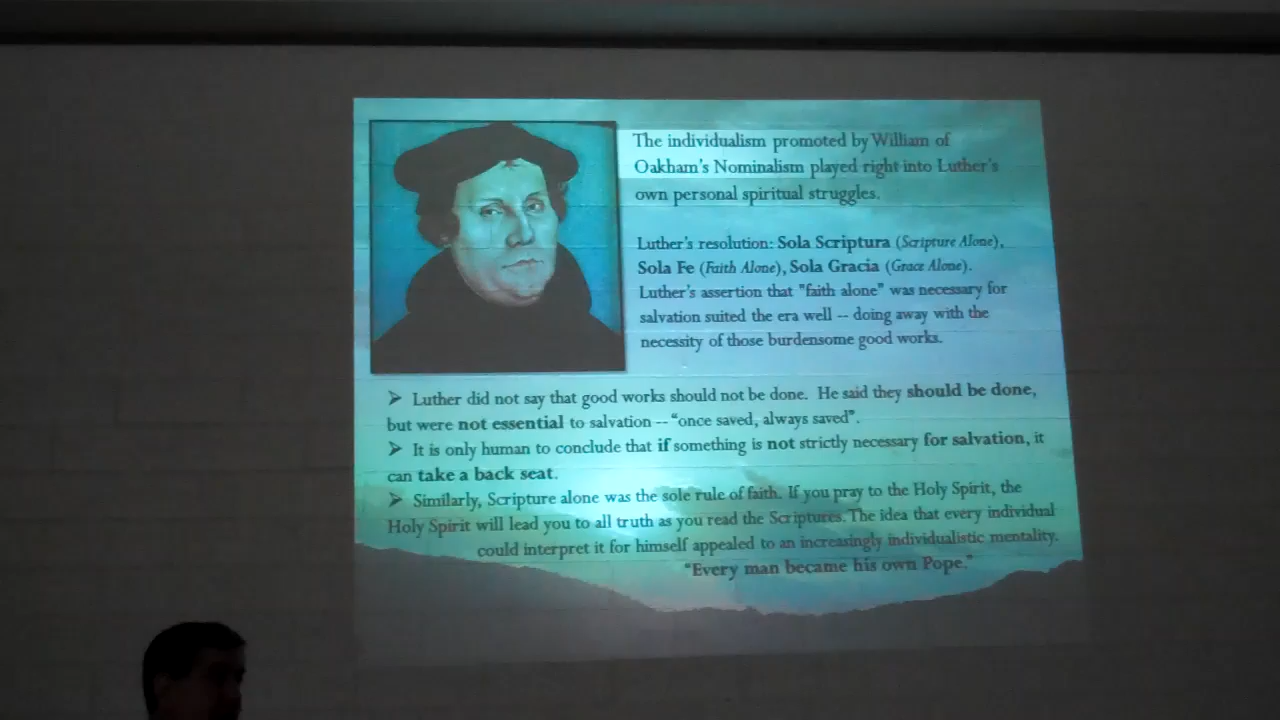 The individualism promoted by William of
Oakham's Nominalism played right into Luther's
own personal spiritual struggles.
Luther's resolution: Sola Scriptura (Scripture Alone),
Sola Fe (Faith Alone), Sola Gracia (Grace Alone).
Luther's assertion that "faith alone" was necessary for
salvation suited the era well -- doing away with the
necessity of those burdensome good works.
➢ Luther did not say that good works should not be done. He said they should be done,
but were not essential to salvation -- “once saved, always saved”.
➢ It is only human to conclude that if something is not strictly necessary for salvation, it
can take a back seat.
➢ Similarly, Scripture alone was the sole rule of faith. If you pray to the Holy Spirit, the
Holy Spirit will lead you to all truth as you read the Scriptures. The idea that every individual
could interpret it for himself appealed to an increasingly individualistic mentality.
“Every man became his own Pope.”